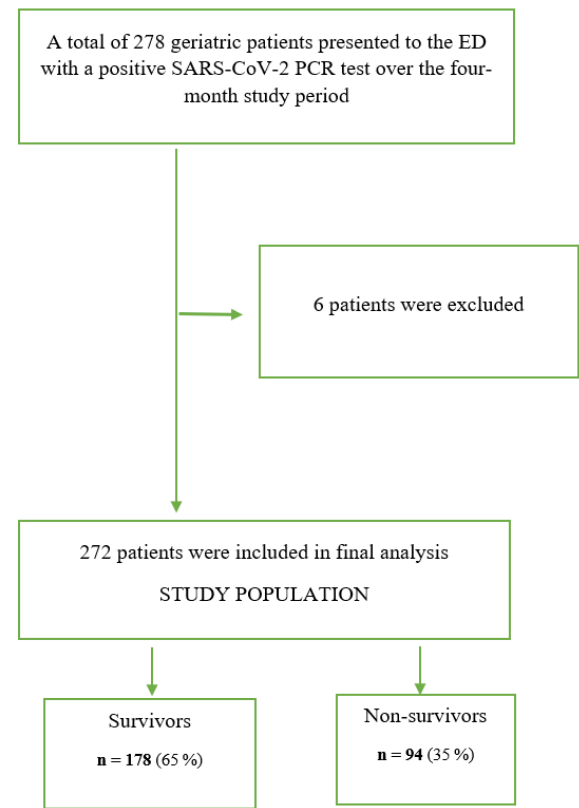 A total of 278 geriatric patients presented to the ED
with a positive SARS-CoV-2 PCR test over the four-
month study period
6 patients were excluded
272 patients were included in final analysis
STUDY POPULATION
Survivors
n = 178 (65 %)
Non-survivors
n = 94 (35 %)